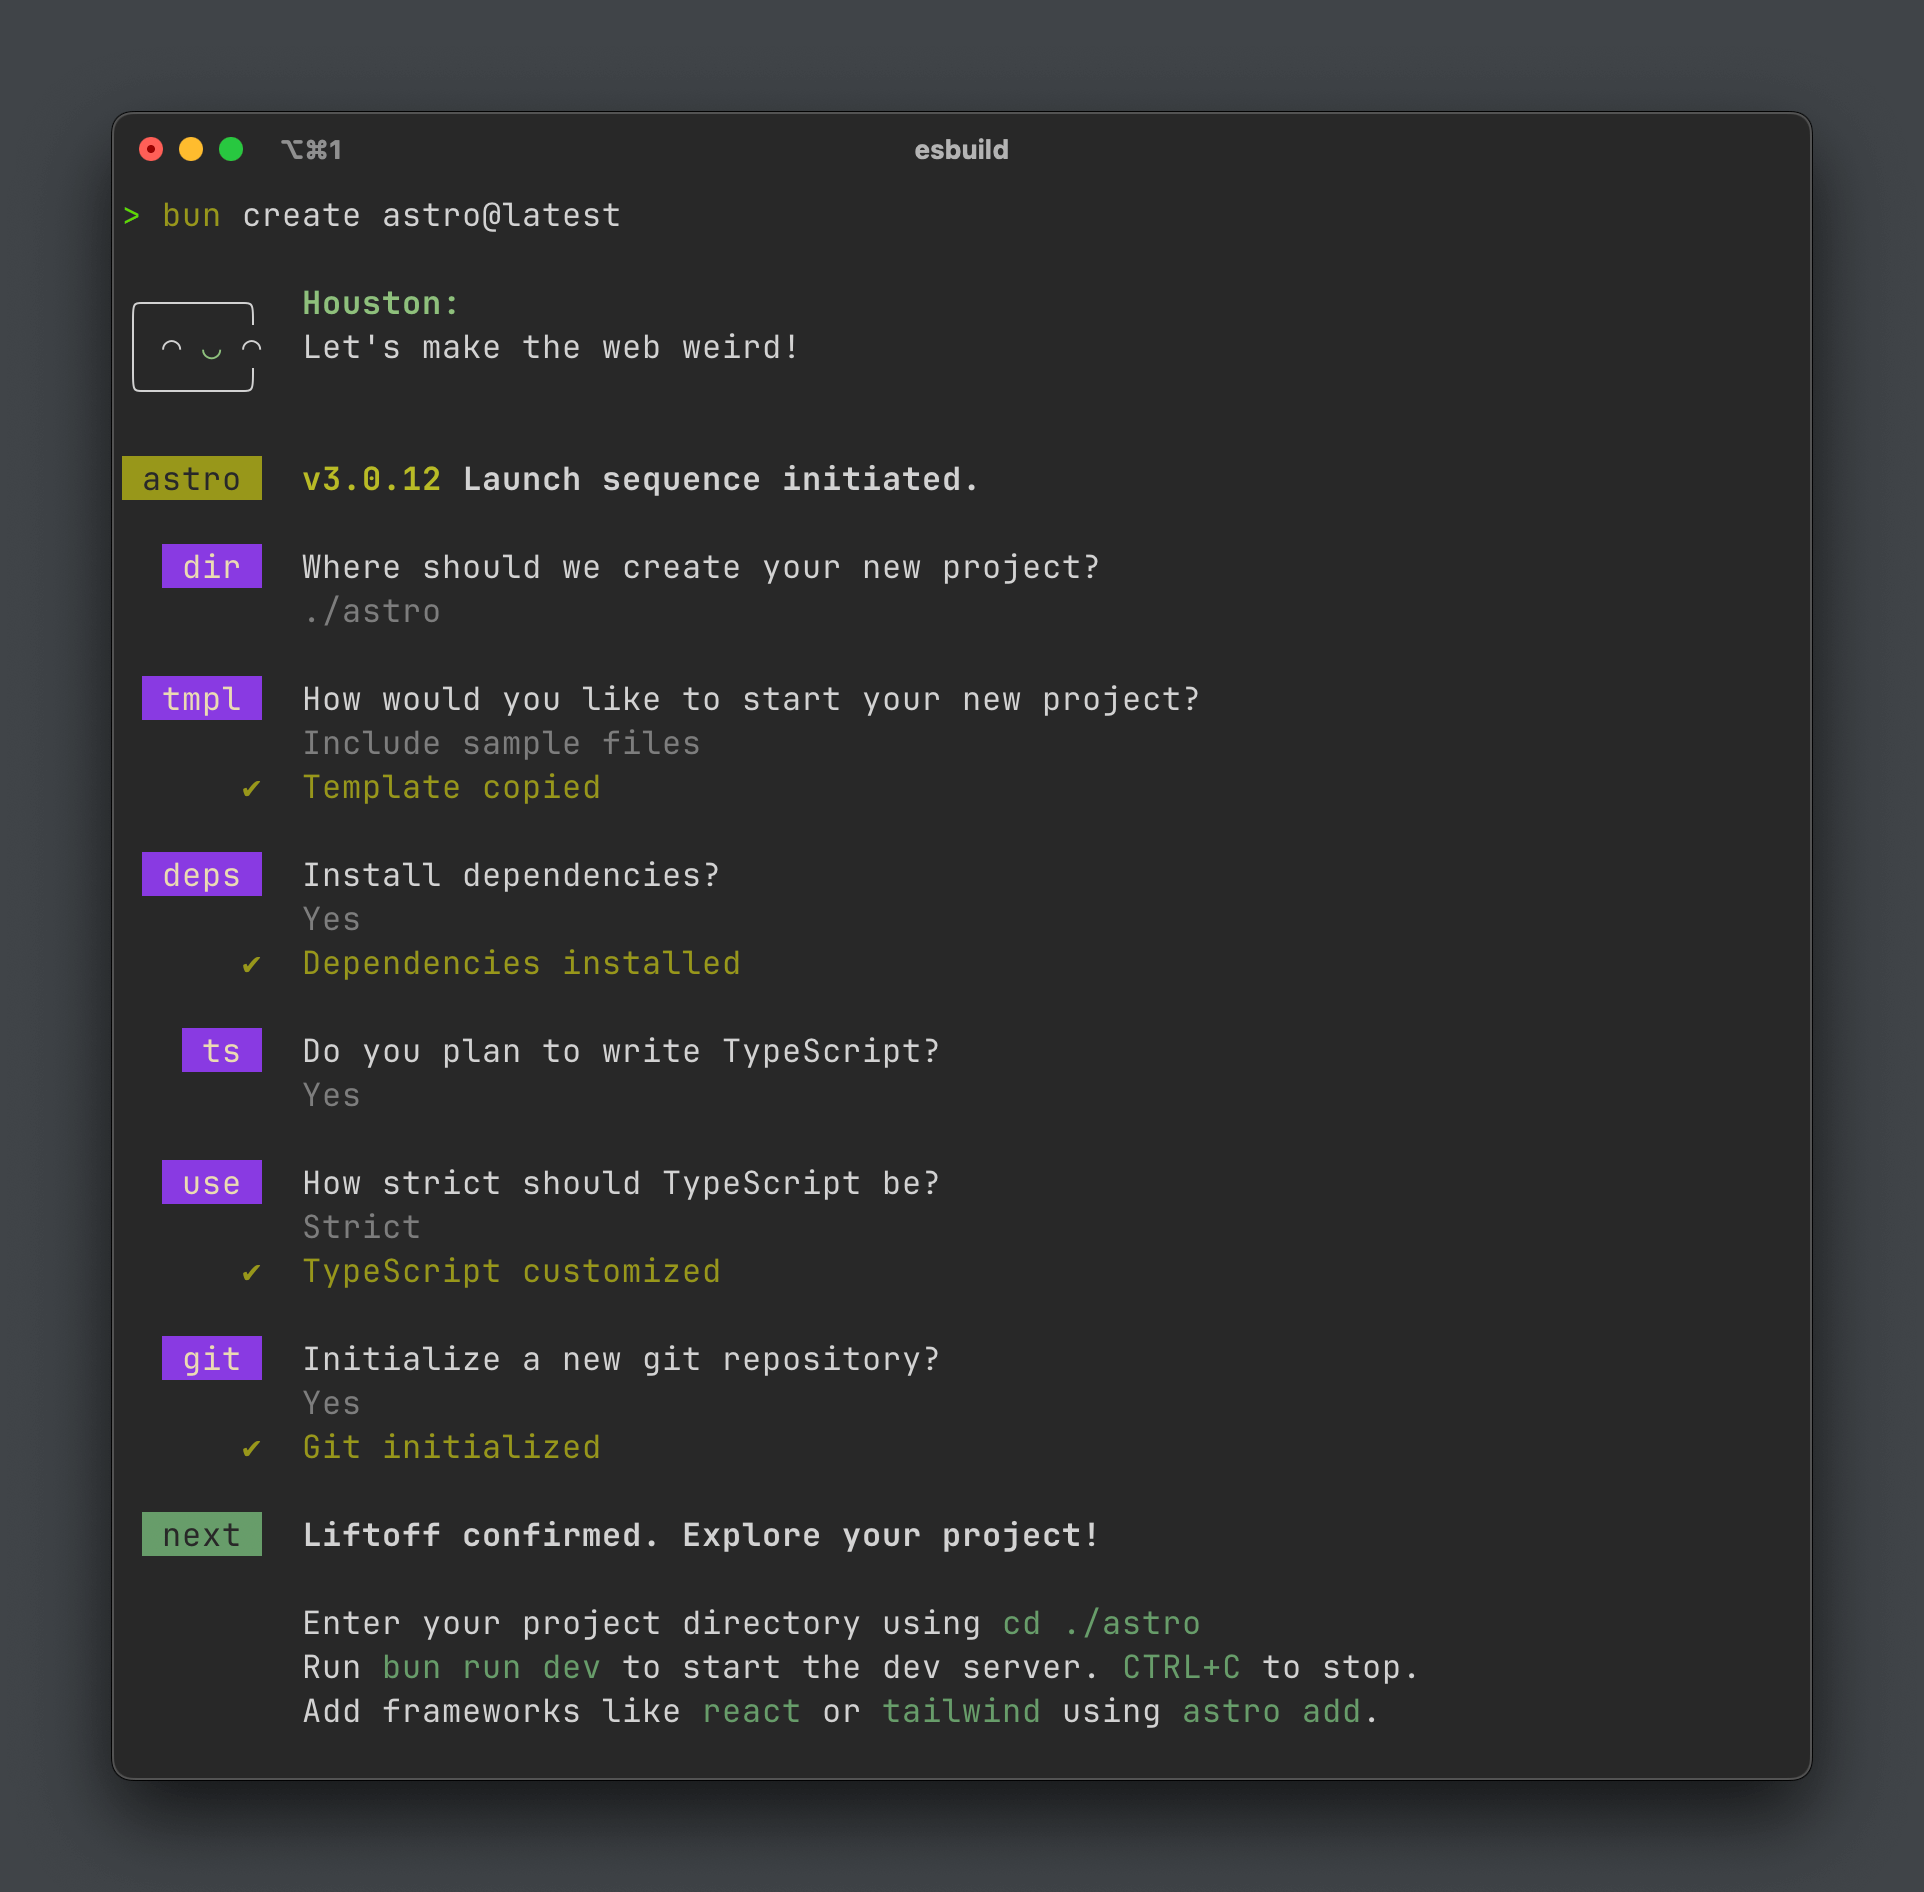 ⌥⌘1 esbuild
> bun create astro@latest
Houston:
Let's make the web weird!
astro v3.0.12 Launch sequence initiated.
dir Where should we create your new project?
./astro
tmpl How would you like to start your new project?
Include sample files
✔ Template copied
deps Install dependencies?
Yes
✔ Dependencies installed
ts Do you plan to write TypeScript?
Yes
use How strict should TypeScript be?
Strict
✔ TypeScript customized
git Initialize a new git repository?
Yes
✔ Git initialized
next Liftoff confirmed. Explore your project!
Enter your project directory using cd ./astro
Run bun run dev to start the dev server. CTRL+C to stop.
Add frameworks like react or tailwind using astro add.